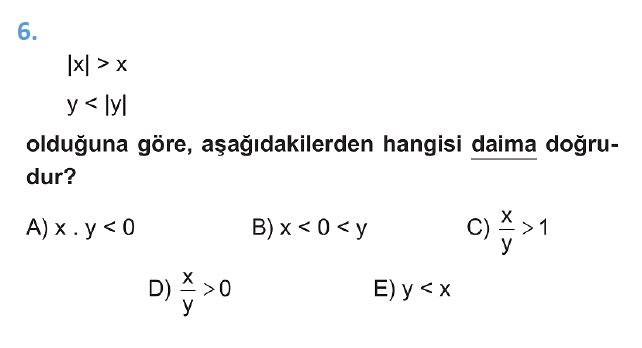 6.
|x| > x
y < |y|
olduğuna göre, aşağıdakilerden hangisi daima doğru-
dur?
A) x . y < 0 B) x < 0 < y C) x/y > 1
D) x/y > 0 E) y < x